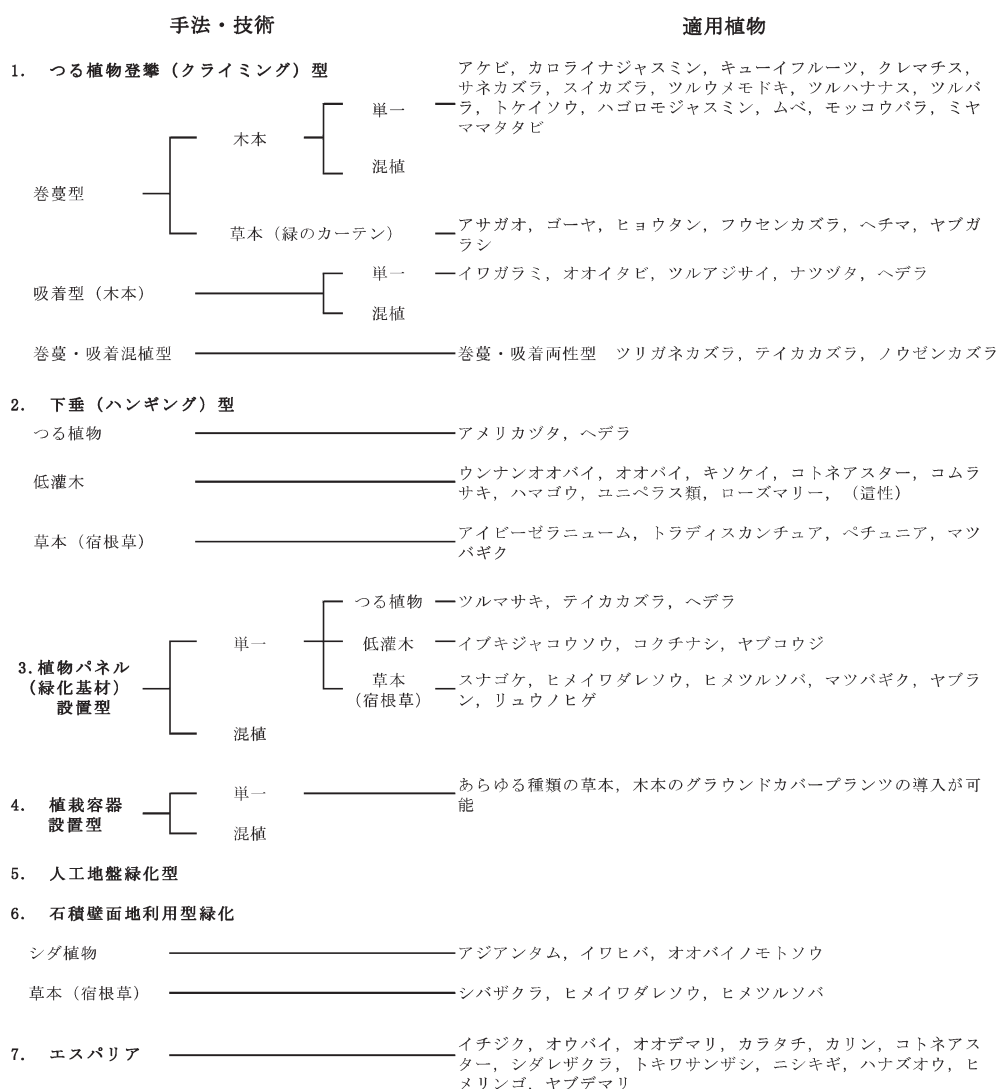 手法・技術
適用植物
1. つる植物登攀（クライミング）型
アケビ，カロライナジャスミン，キューイフルーツ，クレマチス，
サネカズラ，スイカズラ，ツルウメモドキ，ツルハナナス，ツルバ
ラ，トケイソウ，ハゴロモジャスミン，ムベ，モッコウバラ，ミヤ
ママタタビ
単一
木本
混植
巻蔓型
草本（緑のカーテン）
アサガオ，ゴーヤ，ヒョウタン，フウセンカズラ，ヘチマ，ヤブガ
ラシ
単一
イワガラミ，オオイタビ，ツルアジサイ，ナツヅタ，ヘデラ
吸着型（木本）
混植
巻蔓・吸着混植型
巻蔓・吸着両性型　ツリガネカズラ，テイカカズラ，ノウゼンカズラ
2. 下垂（ハンギング）型
つる植物
アメリカヅタ，ヘデラ
低灌木
ウンナンオオバイ，オオバイ，キソケイ，コトネアスター，コムラ
サキ，ハマゴウ，ユニペラス類，ローズマリー，（這性）
草本（宿根草）
アイビーゼラニューム，トラディスカンチュア，ペチュニア，マツ
バギク
つる植物
ツルマサキ，テイカカズラ，ヘデラ
単一
低灌木
イブキジャコウソウ，コクチナシ，ヤブコウジ
3.植物パネル
（緑化基材）
設置型
草本
（宿根草）
スナゴケ，ヒメイワダレソウ，ヒメツルソバ，マツバギク，ヤブラ
ン，リュウノヒゲ
混植
4. 植栽容器
設置型
単一
あらゆる種類の草本，木本のグラウンドカバープランツの導入が可
能
混植
5. 人工地盤緑化型
6. 石積壁面地利用型緑化
シダ植物
アジアンタム，イワヒバ，オオバイノモトソウ
草本（宿根草）
シバザクラ，ヒメイワダレソウ，ヒメツルソバ
7. エスパリア
イチジク，オウバイ，オオデマリ，カラタチ，カリン，コトネアス
ター，シダレザクラ，トキワサンザシ，ニシキギ，ハナズオウ，ヒ
メリンゴ，ヤブデマリ